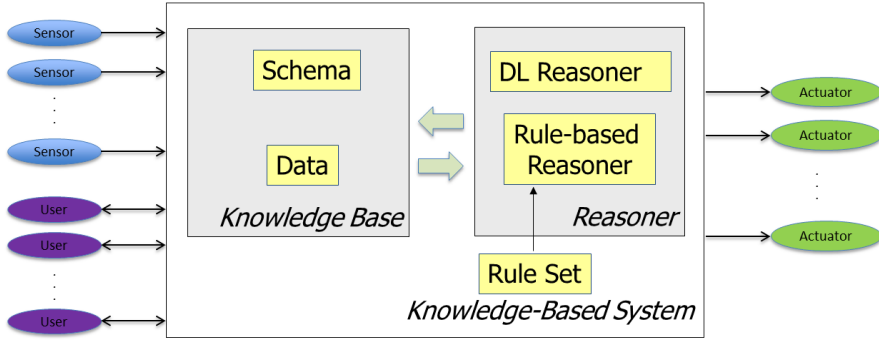 Sensor
Sensor
.
.
.
Sensor
User
User
.
.
.
User
Schema
Data
Knowledge Base
DL Reasoner
Rule-based
Reasoner
Reasoner
Rule Set
Knowledge-Based System
Actuator
Actuator
.
.
.
Actuator